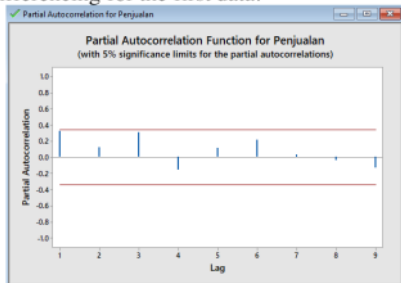 Partial Autocorrelation for Penjualan
Partial Autocorrelation Function for Penjualan
(with 5% significance limits for the partial autocorrelations)
Partial Autocorrelation
1.0
0.8
0.6
0.4
0.2
0.0
-0.2
-0.4
-0.6
-0.8
-1.0
1 2 3 4 5 6 7 8 9
Lag